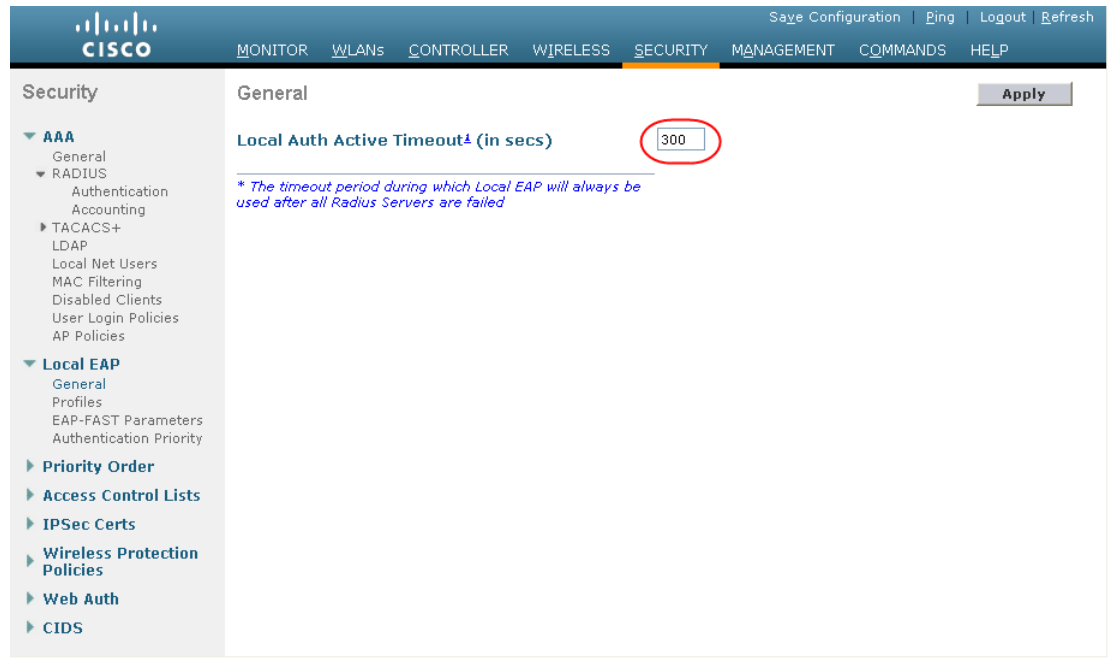 Save Configuration | Ping | Logout | Refresh
CISCO
MONITOR WLANs CONTROLLER WIRELESS SECURITY MANAGEMENT COMMANDS HELP
Security
AAA
General
RADIUS
Authentication
Accounting
TACACS+
LDAP
Local Net Users
MAC Filtering
Disabled Clients
User Login Policies
AP Policies
Local EAP
General
Profiles
EAP-FAST Parameters
Authentication Priority
Priority Order
Access Control Lists
IPSec Certs
Wireless Protection
Policies
Web Auth
CIDS
General
Apply
Local Auth Active Timeout1 (in secs) 300
* The timeout period during which Local EAP will always be
used after all Radius Servers are failed